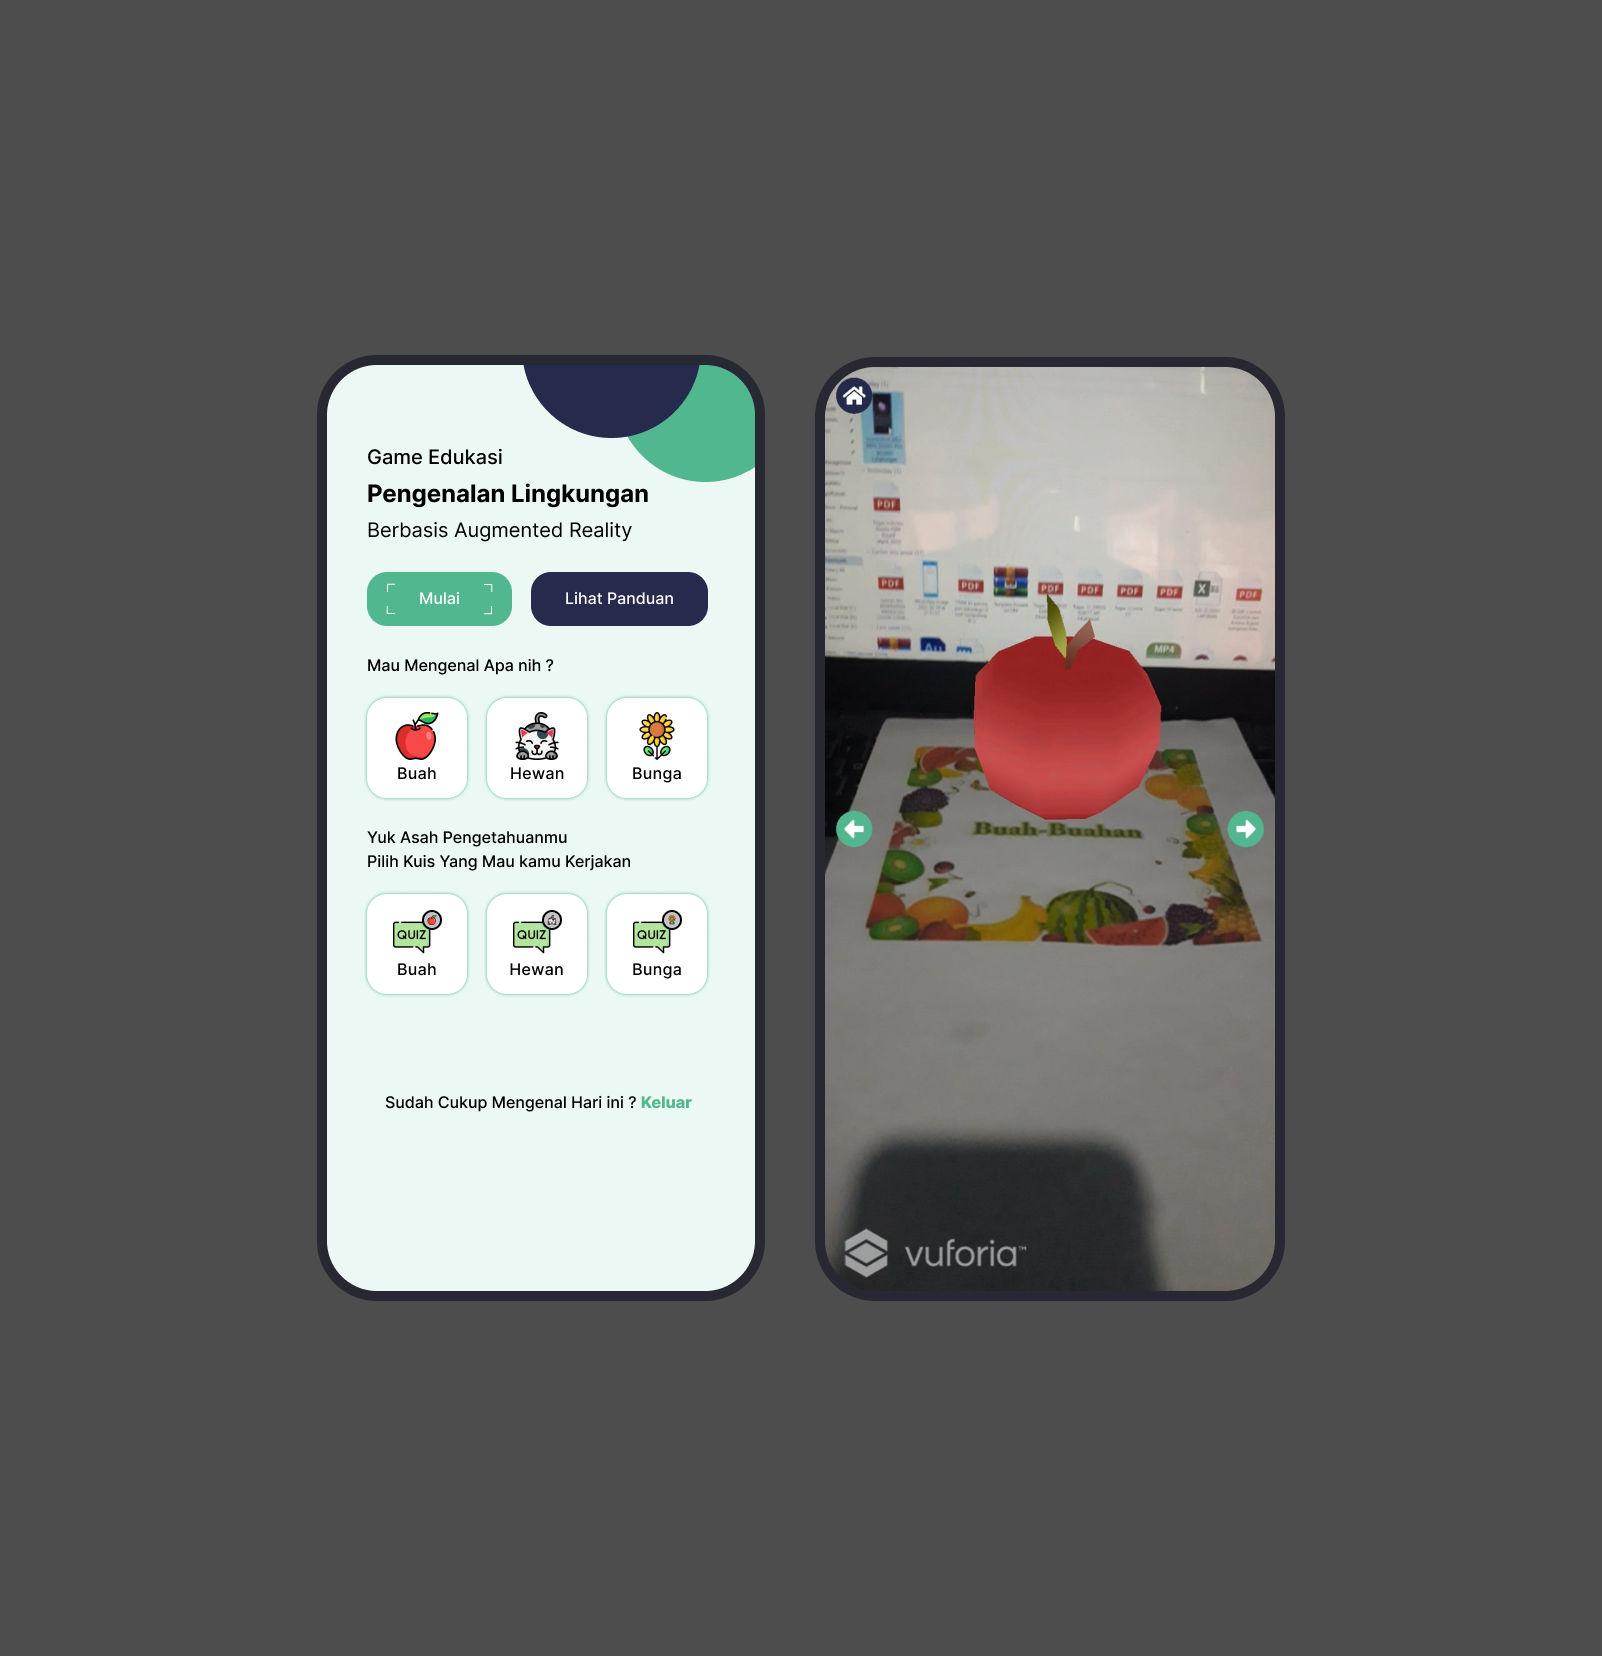 Game Edukasi
Pengenalan Lingkungan
Berbasis Augmented Reality
Mulai
Lihat Panduan
Mau Mengenal Apa nih ?
Buah
Hewan
Bunga
Yuk Asah Pengetahuanmu
Pilih Kuis Yang Mau kamu Kerjakan
QUIZ
QUIZ
QUIZ
Buah
Hewan
Bunga
Sudah Cukup Mengenal Hari ini ? Keluar
PDF
PDF
PDF
PDF
PDF
PDF
PDF
X
PDF
Au
MP4
Buah-Buahan
vuforia™